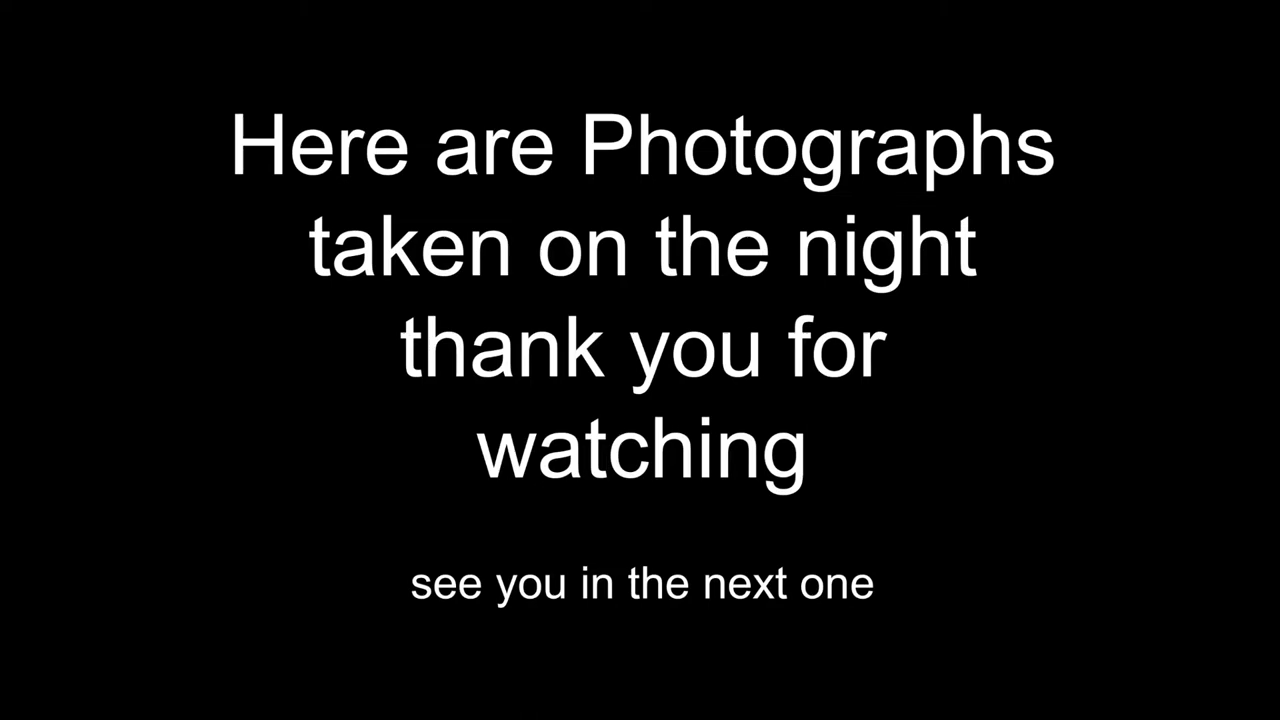 Here are Photographs
taken on the night
thank you for
watching
see you in the next one